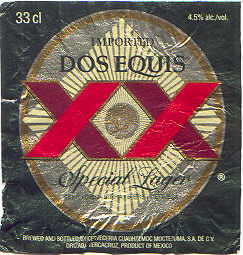 33 cl
4.5% alc./vol.
IMPORTED
DOS EQUIS
XX
Special Lager
®
BREWED AND BOTTLED BY CERVECERIA CUAUHTEMOC MOCTEZUMA, S.A. DE C.V.
ORIZABA, VERACRUZ, PRODUCT OF MEXICO